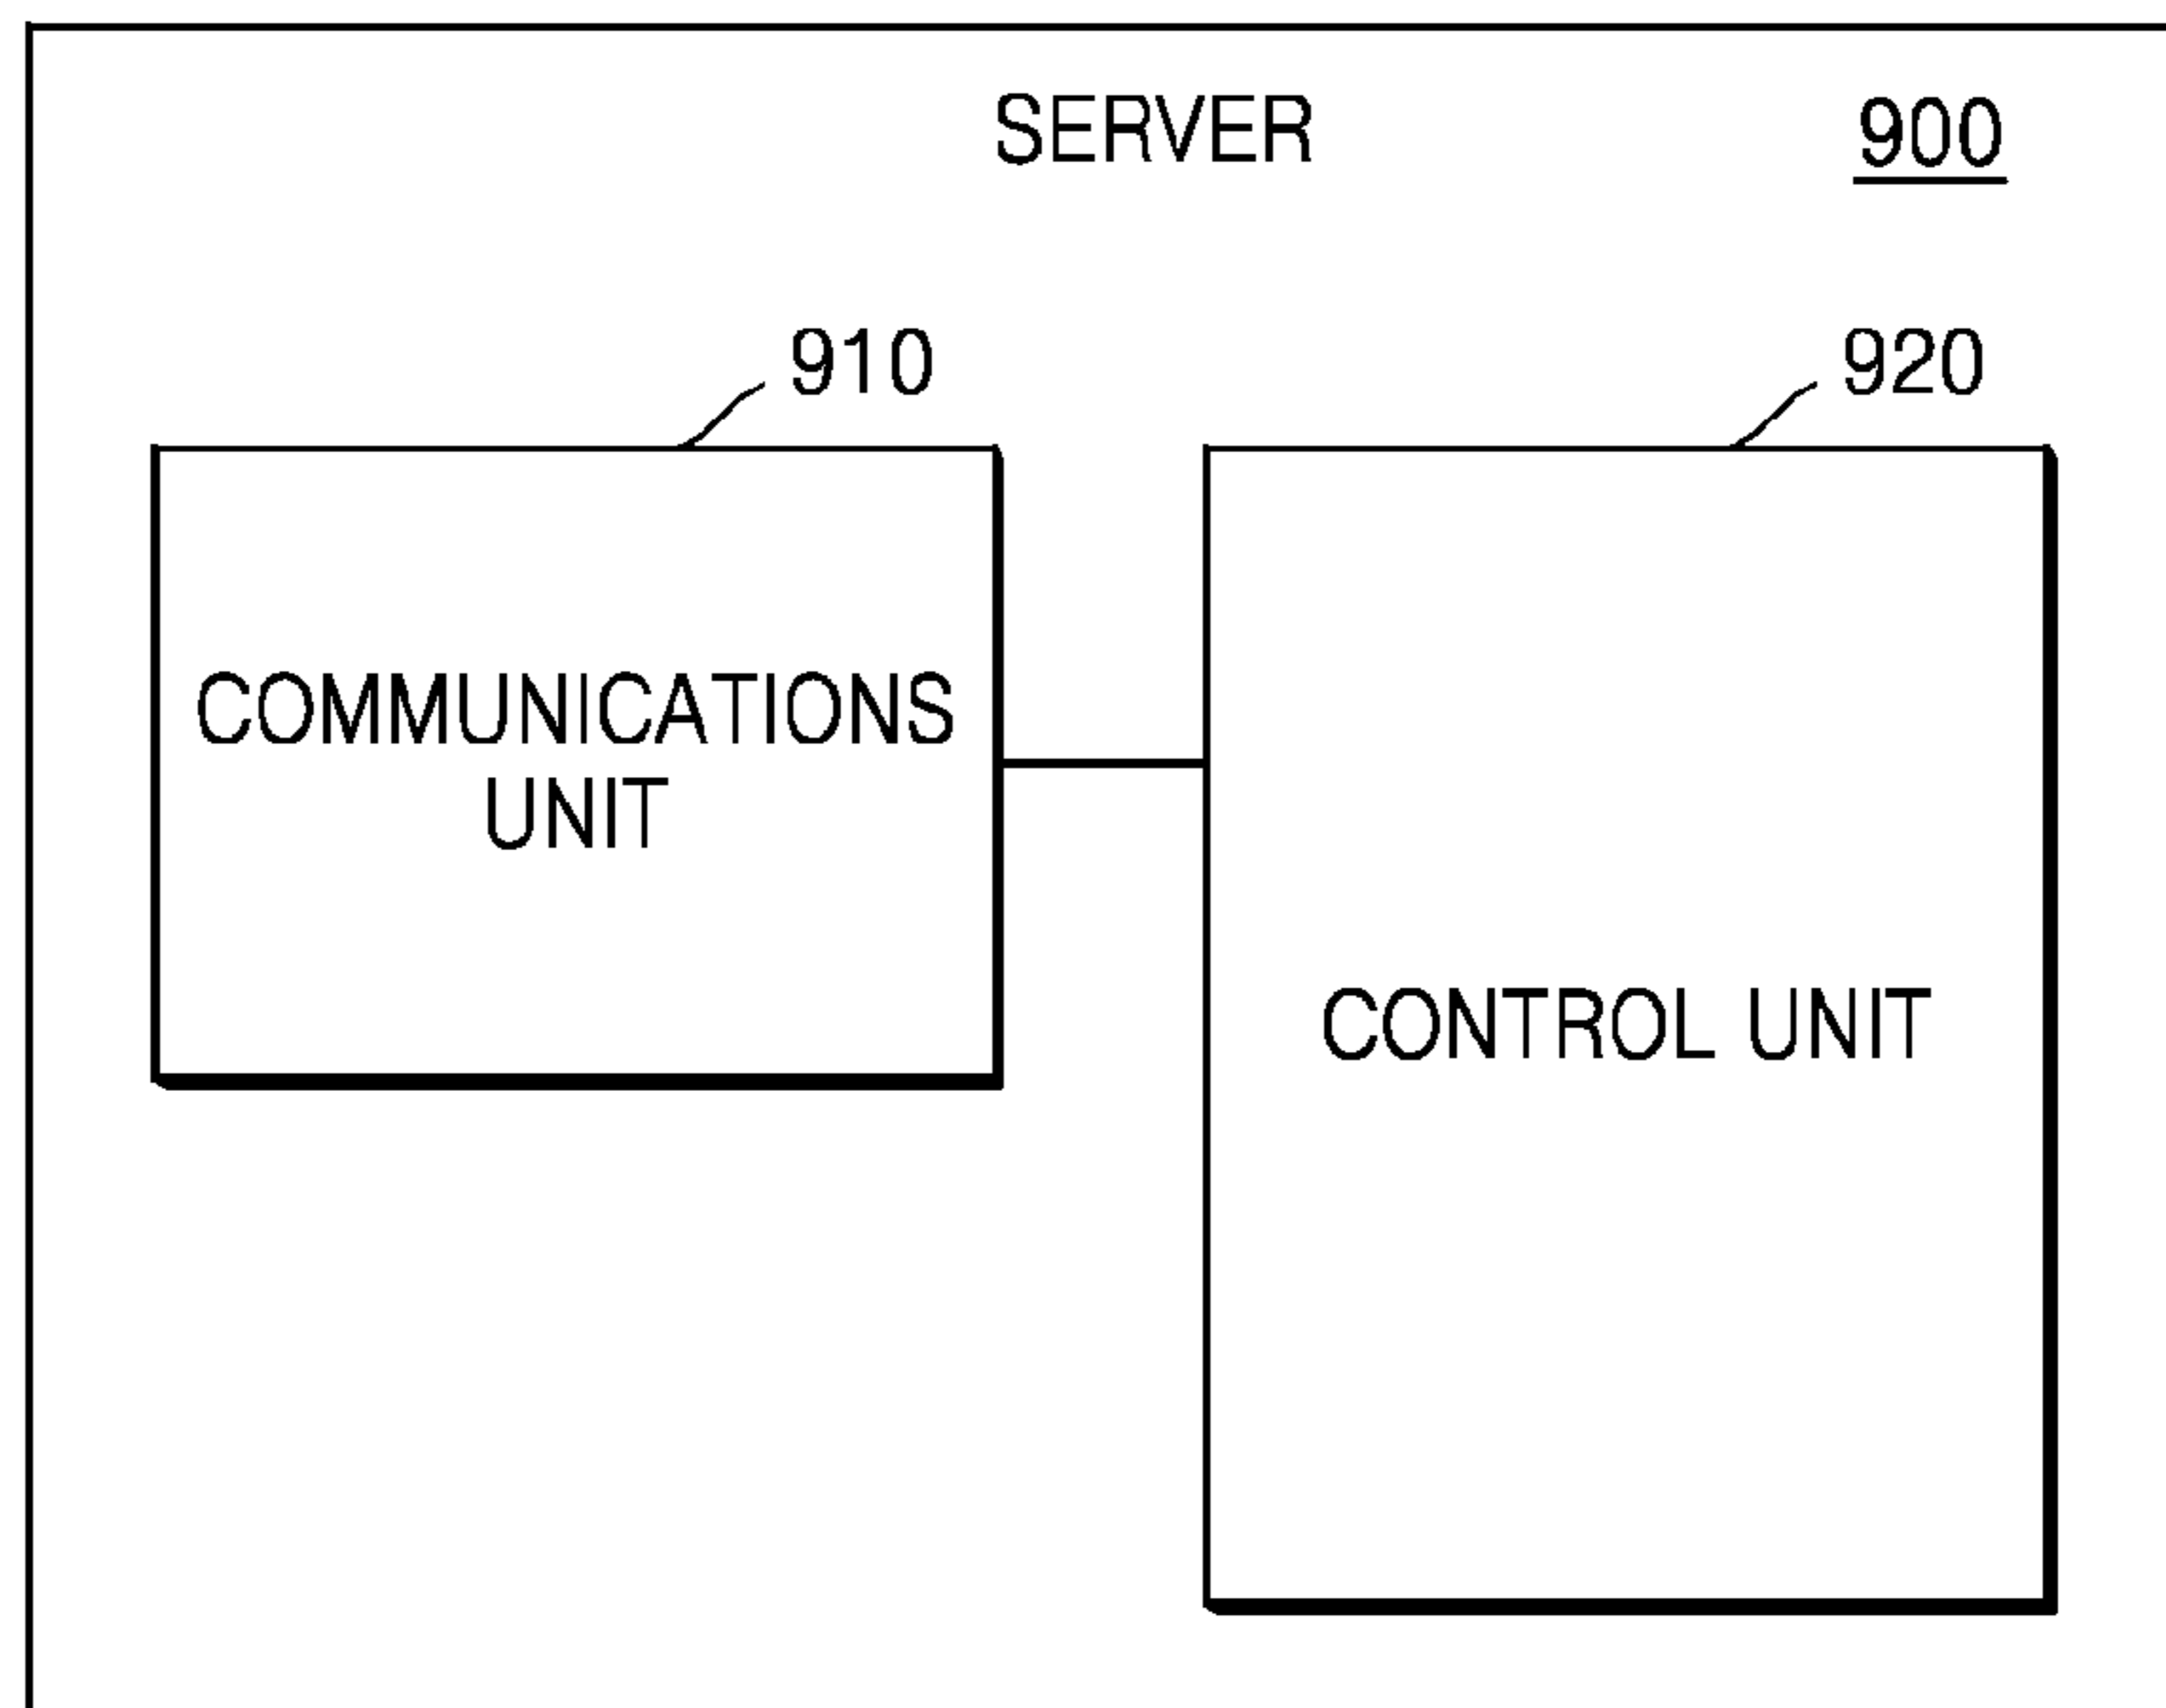 SERVER
900
910
920
COMMUNICATIONS
UNIT
CONTROL UNIT